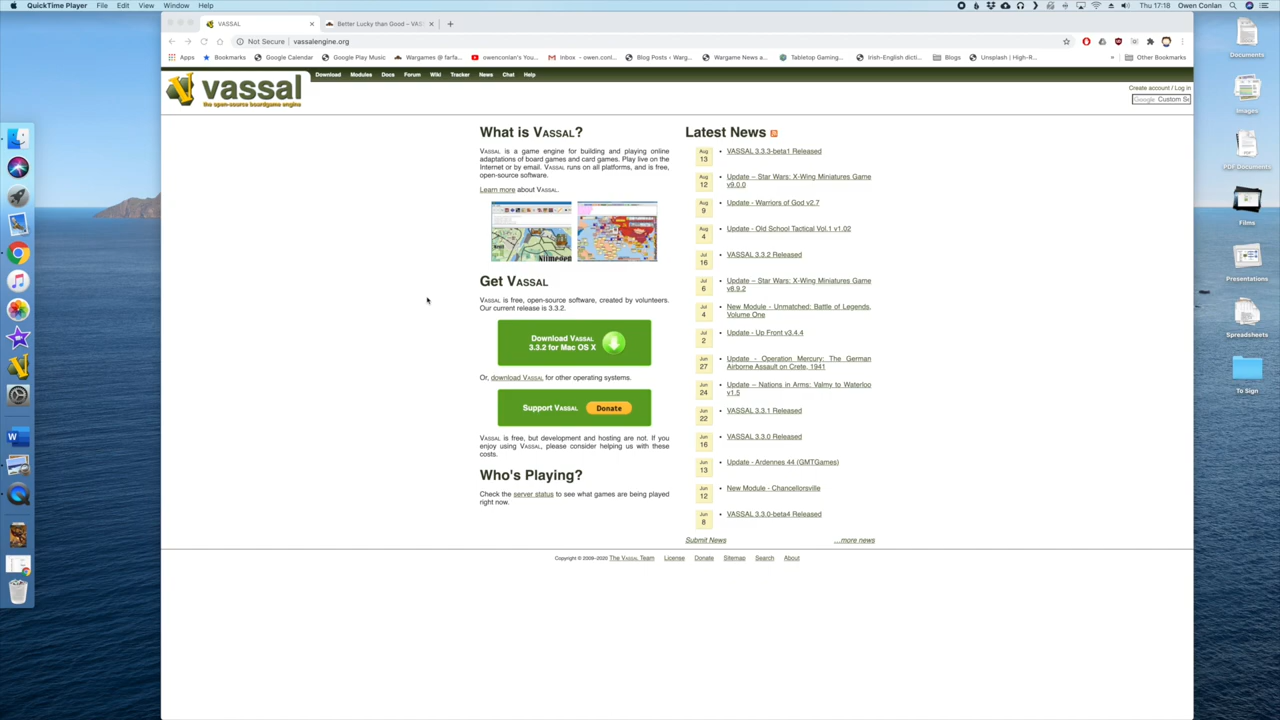 QuickTime Player File Edit View Window Help
6 Thu 17:18 Owen Conlan
VASSAL
Better Lucky than Good – VAS
Not Secure | vassalengine.org
Apps Bookmarks Google Calendar Google Play Music Wargames @ farfa... owenconlan's You... Inbox - owen.conl... Blog Posts ‹ Warg... Wargame News a... Tabletop Gaming... Irish-English dicti... Blogs Unsplash | High-R... » Other Bookmarks
vassal
the open-source boardgame engine
Download Modules Docs Forum Wiki Tracker News Chat Help
Create account / Log in
Google Custom Se
What is VASSAL?
VASSAL is a game engine for building and playing online
adaptations of board games and card games. Play live on the
Internet or by email. VASSAL runs on all platforms, and is free,
open-source software.
Learn more about VASSAL.
Nijmegen
Get VASSAL
VASSAL is free, open-source software, created by volunteers.
Our current release is 3.3.2.
Download VASSAL
3.3.2 for Mac OS X
Or, download VASSAL for other operating systems.
Support VASSAL Donate
VASSAL is free, but development and hosting are not. If you
enjoy using VASSAL, please consider helping us with these
costs.
Who's Playing?
Check the server status to see what games are being played
right now.
Latest News
Aug 13 • VASSAL 3.3.3-beta1 Released
Aug 12 • Update – Star Wars: X-Wing Miniatures Game
v9.0.0
Aug 9 • Update - Warriors of God v2.7
Aug 4 • Update - Old School Tactical Vol.1 v1.02
Jul 16 • VASSAL 3.3.2 Released
Jul 6 • Update – Star Wars: X-Wing Miniatures Game
v8.9.2
Jul 4 • New Module - Unmatched: Battle of Legends,
Volume One
Jul 2 • Update - Up Front v3.4.4
Jun 27 • Update - Operation Mercury: The German
Airborne Assault on Crete, 1941
Jun 24 • Update – Nations in Arms: Valmy to Waterloo
v1.5
Jun 22 • VASSAL 3.3.1 Released
Jun 16 • VASSAL 3.3.0 Released
Jun 13 • Update - Ardennes 44 (GMTGames)
Jun 12 • New Module - Chancellorsville
Jun 8 • VASSAL 3.3.0-beta4 Released
Submit News ...more news
Copyright © 2008–2020 The VASSAL Team License Donate Sitemap Search About
Documents
Images
PDF Documents
Films
Presentations
Spreadsheets
To Sign